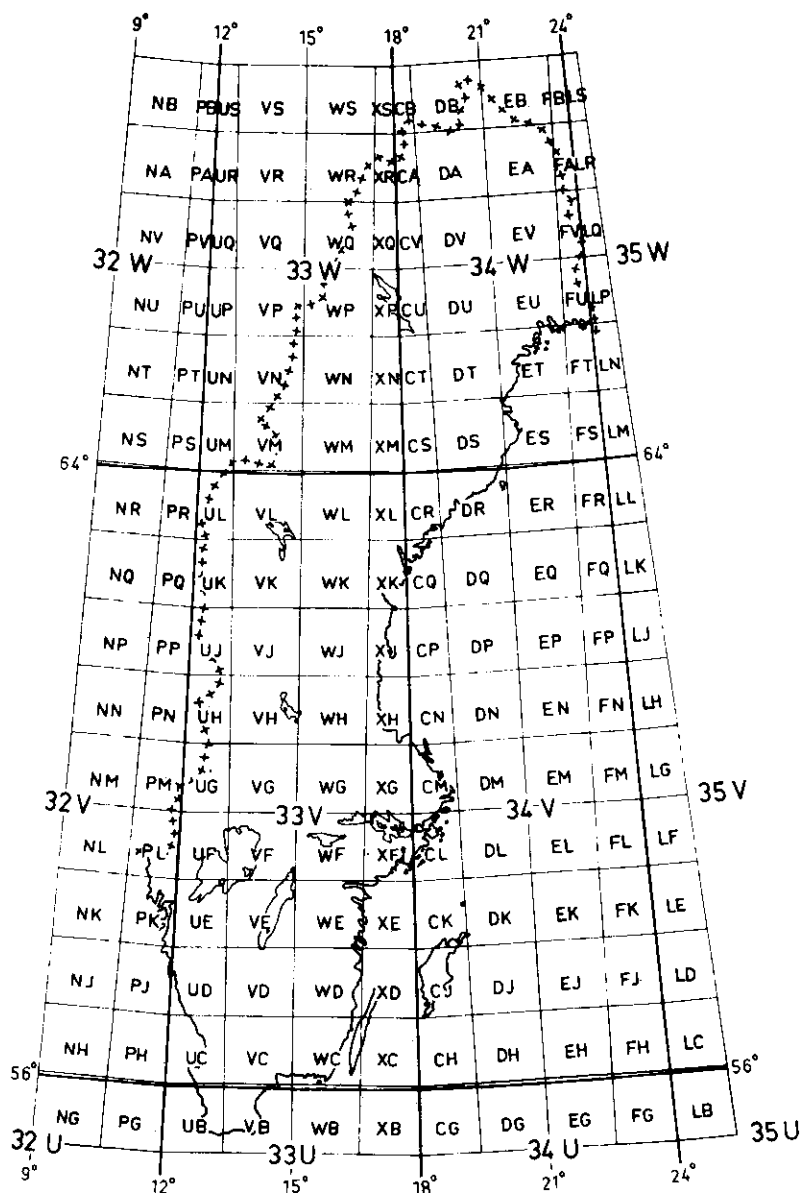 9° 12° 15° 18° 21° 24°
NB PB US VS WS XS CB DB EB FB LS
NA PA UR VR WR XR CA DA EA FA LR
NV PV UQ VQ WQ XQ CV DV EV FV LQ
32 W 33 W 34 W 35 W
NU PU UP VP WP XP CU DU EU FU LP
NT PT UN VN WN XN CT DT ET FT LN
NS PS UM VM WM XM CS DS ES FS LM
64° 64°
NR PR UL VL WL XL CR DR ER FR LL
NQ PQ UK VK WK XK CQ DQ EQ FQ LK
NP PP UJ VJ WJ XJ CP DP EP FP LJ
NN PN UH VH WH XH CN DN EN FN LH
NM PM UG VG WG XG CM DM EM FM LG
32 V 33 V 34 V 35 V
NL PL UF VF WF XF CL DL EL FL LF
NK PK UE VE WE XE CK DK EK FK LE
NJ PJ UD VD WD XD CJ DJ EJ FJ LD
NH PH UC VC WC XC CH DH EH FH LC
56° 56°
NG PG UB VB WB XB CG DG EG FG LB
32 U 33 U 34 U 35 U
9° 12° 15° 18° 21° 24°